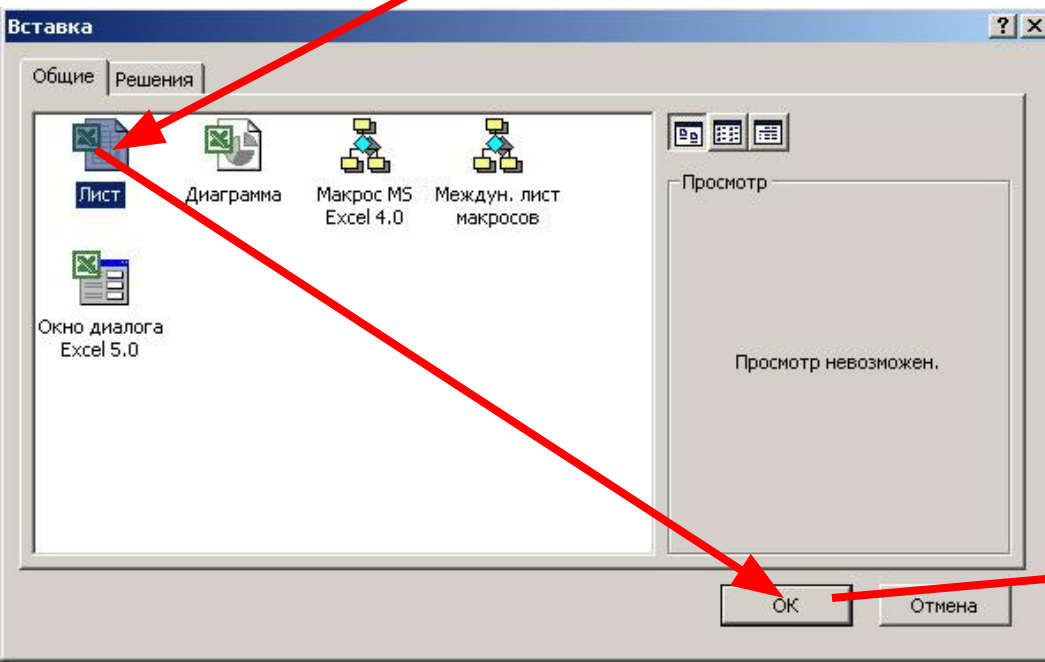 Вставка
Общие
Решения
Лист
Диаграмма
Макрос MS
Excel 4.0
Междун. лист
макросов
Окно диалога
Excel 5.0
Просмотр
Просмотр невозможен.
ОК
Отмена